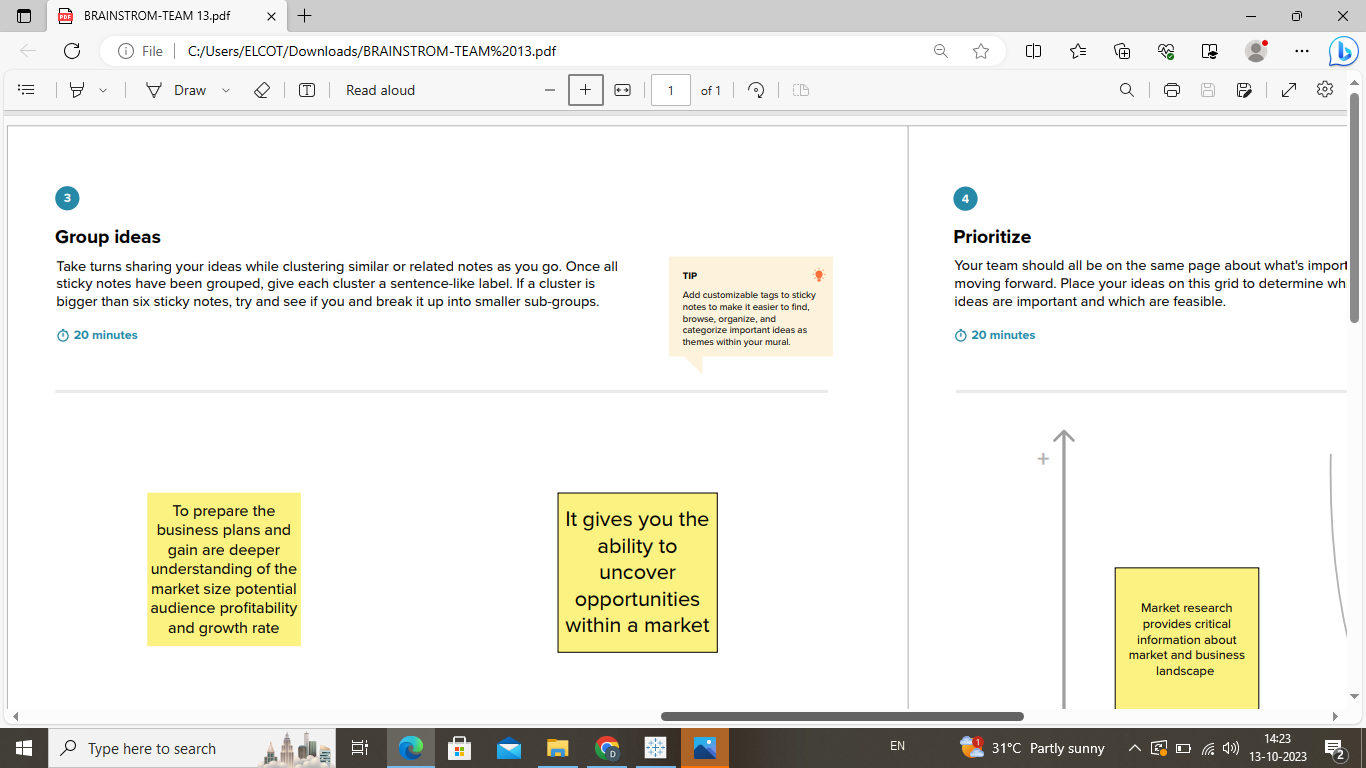 BRAINSTROM-TEAM 13.pdf
File
C:/Users/ELCOT/Downloads/BRAINSTROM-TEAM%2013.pdf
Draw
Read aloud
1
of 1
3
Group ideas
Take turns sharing your ideas while clustering similar or related notes as you go. Once all
sticky notes have been grouped, give each cluster a sentence-like label. If a cluster is
bigger than six sticky notes, try and see if you and break it up into smaller sub-groups.
20 minutes
TIP
Add customizable tags to sticky
notes to make it easier to find,
browse, organize, and
categorize important ideas as
themes within your mural.
To prepare the
business plans and
gain are deeper
understanding of the
market size potential
audience profitability
and growth rate
It gives you the
ability to
uncover
opportunities
within a market
4
Prioritize
Your team should all be on the same page about what's import
moving forward. Place your ideas on this grid to determine wh
ideas are important and which are feasible.
20 minutes
+
Market research
provides critical
information about
market and business
landscape
Type here to search
D
EN
1
31°C Partly sunny
14:23
13-10-2023
2